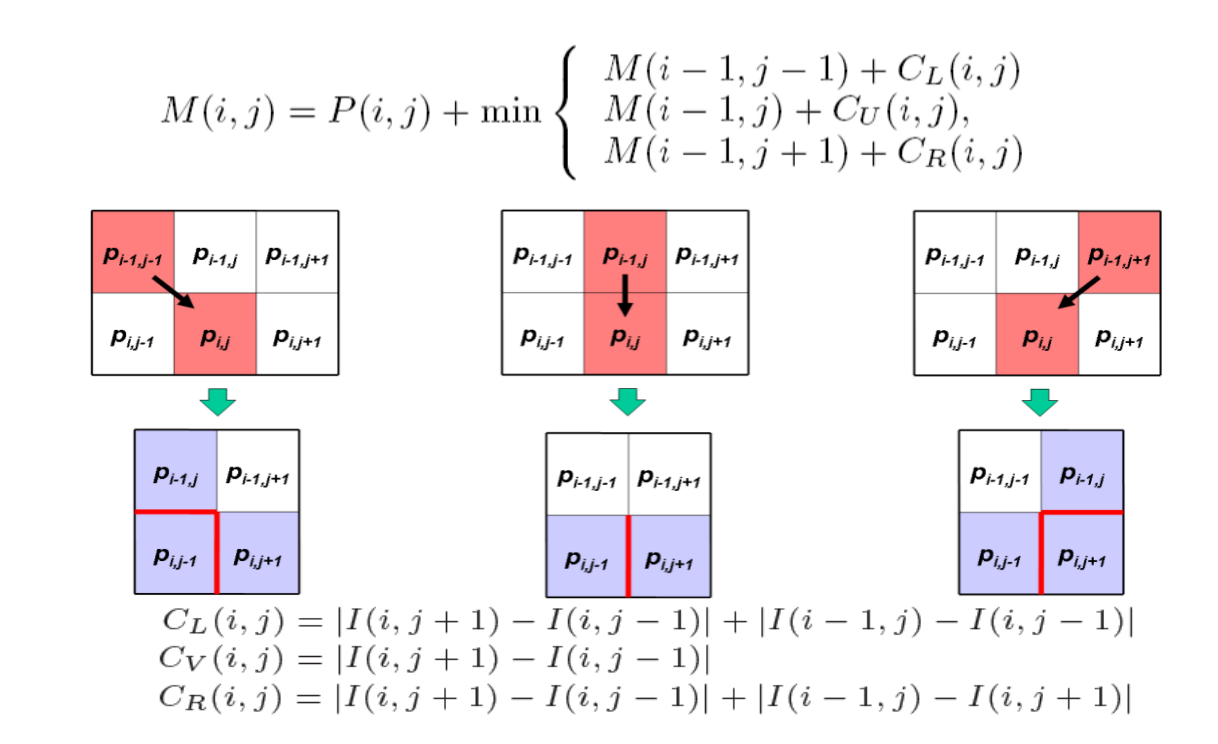 M(i, j) = P(i, j) + min { M(i − 1, j − 1) + C_L(i, j)
M(i − 1, j) + C_U(i, j),
M(i − 1, j + 1) + C_R(i, j)
p_{i-1,j-1} p_{i-1,j} p_{i-1,j+1}
p_{i,j-1} p_{i,j} p_{i,j+1}
p_{i-1,j-1} p_{i-1,j} p_{i-1,j+1}
p_{i,j-1} p_{i,j} p_{i,j+1}
p_{i-1,j-1} p_{i-1,j} p_{i-1,j+1}
p_{i,j-1} p_{i,j} p_{i,j+1}
p_{i-1,j} p_{i-1,j+1}
p_{i,j-1} p_{i,j+1}
p_{i-1,j-1} p_{i-1,j+1}
p_{i,j-1} p_{i,j+1}
p_{i-1,j-1} p_{i-1,j}
p_{i,j-1} p_{i,j+1}
C_L(i, j) = |I(i, j + 1) − I(i, j − 1)| + |I(i − 1, j) − I(i, j − 1)|
C_V(i, j) = |I(i, j + 1) − I(i, j − 1)|
C_R(i, j) = |I(i, j + 1) − I(i, j − 1)| + |I(i − 1, j) − I(i, j + 1)|